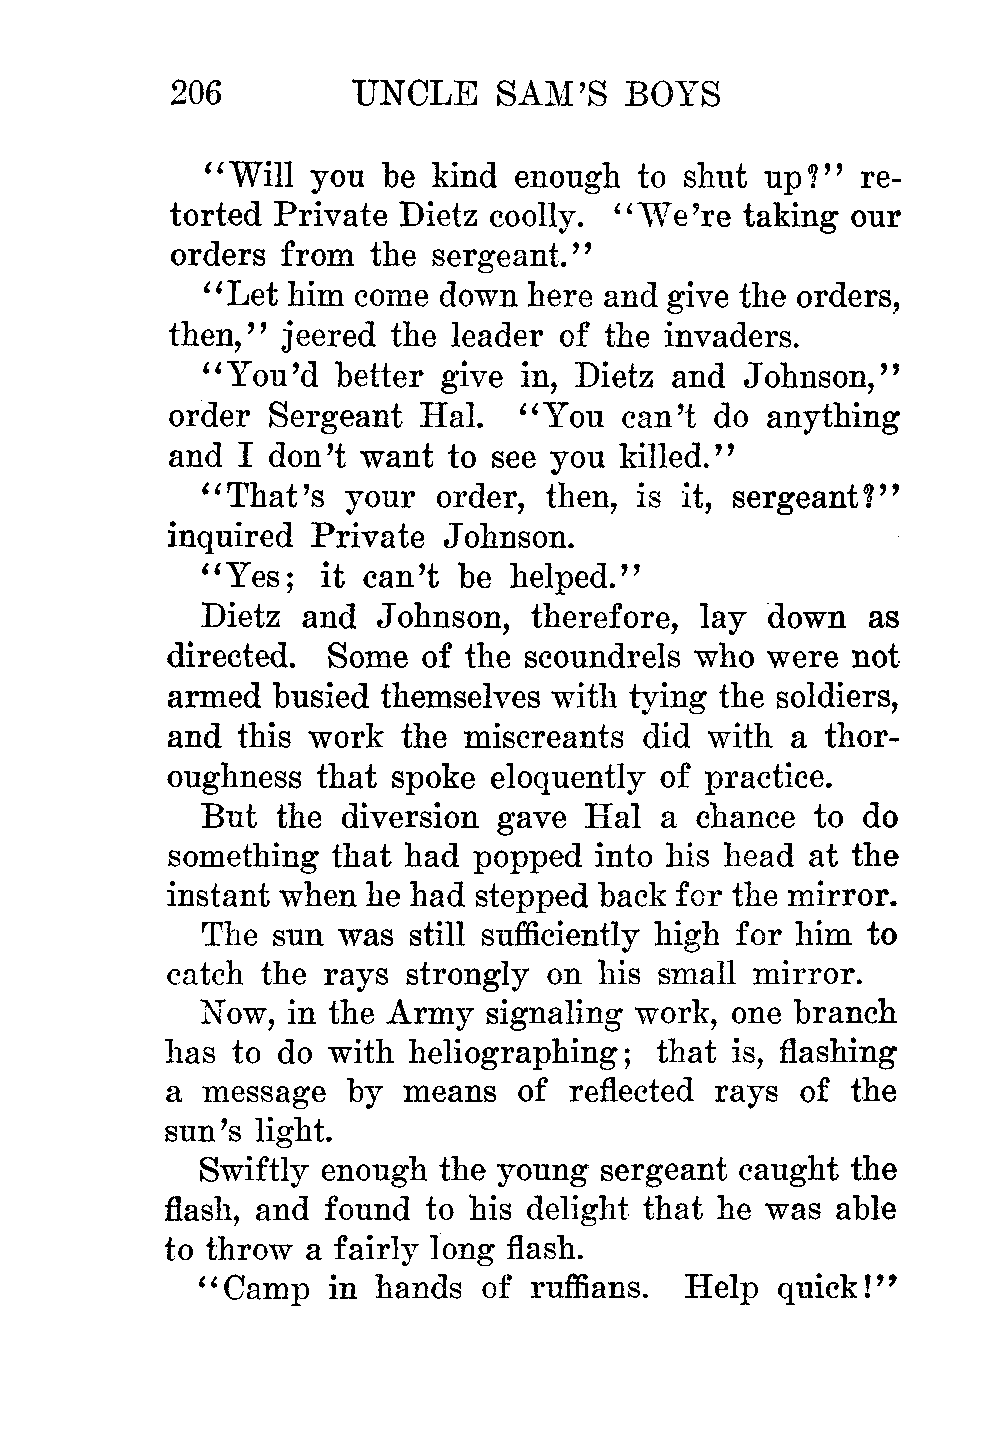 206 UNCLE SAM'S BOYS
"Will you be kind enough to shut up?" re-
torted Private Dietz coolly. "We're taking our
orders from the sergeant."
"Let him come down here and give the orders,
then," jeered the leader of the invaders.
"You'd better give in, Dietz and Johnson,"
order Sergeant Hal. "You can't do anything
and I don't want to see you killed."
"That's your order, then, is it, sergeant?"
inquired Private Johnson.
"Yes; it can't be helped."
Dietz and Johnson, therefore, lay down as
directed. Some of the scoundrels who were not
armed busied themselves with tying the soldiers,
and this work the miscreants did with a thor-
oughness that spoke eloquently of practice.
But the diversion gave Hal a chance to do
something that had popped into his head at the
instant when he had stepped back for the mirror.
The sun was still sufficiently high for him to
catch the rays strongly on his small mirror.
Now, in the Army signaling work, one branch
has to do with heliographing; that is, flashing
a message by means of reflected rays of the
sun's light.
Swiftly enough the young sergeant caught the
flash, and found to his delight that he was able
to throw a fairly long flash.
"Camp in hands of ruffians. Help quick!"